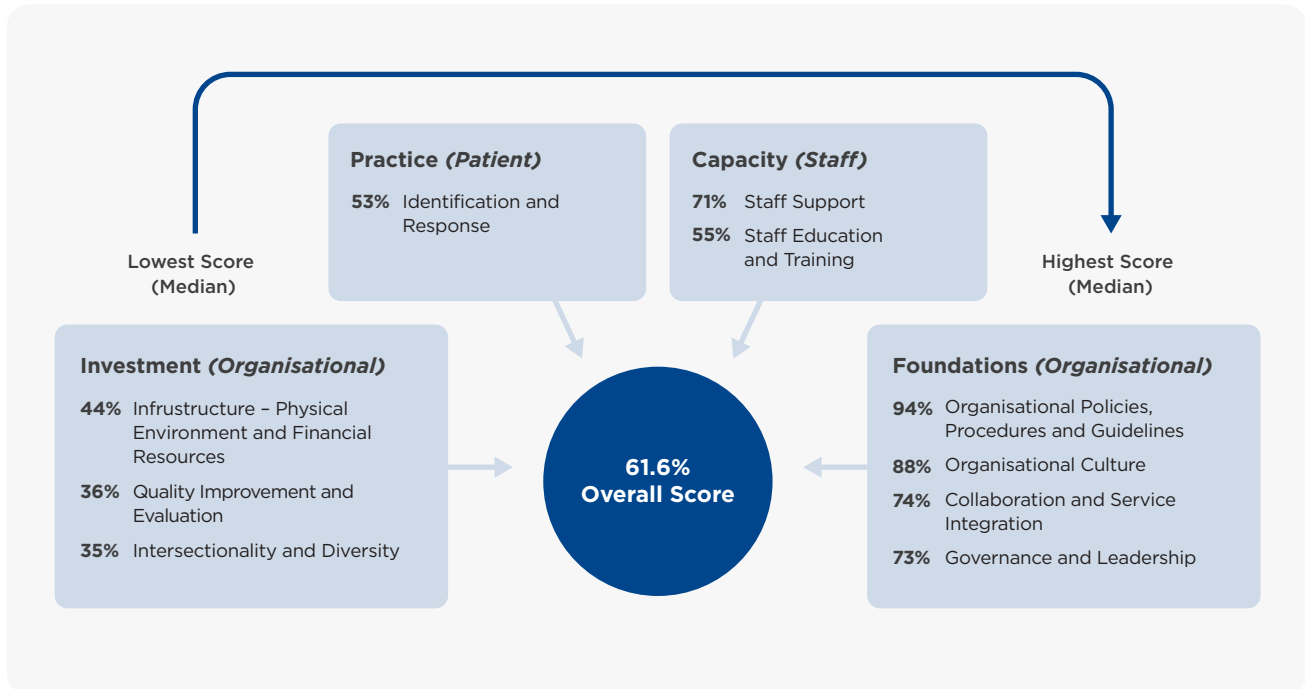 Practice (Patient)
53% Identification and
Response
Capacity (Staff)
71% Staff Support
55% Staff Education
and Training
Lowest Score
(Median)
Highest Score
(Median)
Investment (Organisational)
44% Infrustructure – Physical
Environment and Financial
Resources
36% Quality Improvement and
Evaluation
35% Intersectionality and Diversity
61.6%
Overall Score
Foundations (Organisational)
94% Organisational Policies,
Procedures and Guidelines
88% Organisational Culture
74% Collaboration and Service
Integration
73% Governance and Leadership